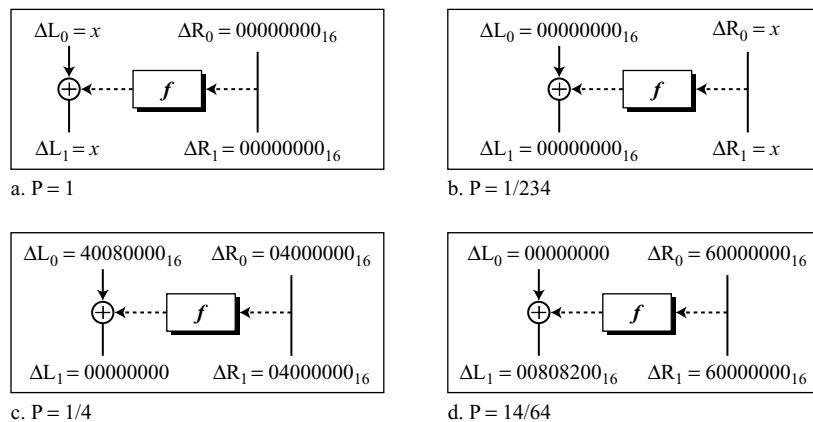 ΔL₀ = x ΔR₀ = 00000000₁₆
f
ΔL₁ = x ΔR₁ = 00000000₁₆
a. P = 1
ΔL₀ = 00000000₁₆ ΔR₀ = x
f
ΔL₁ = 00000000₁₆ ΔR₁ = x
b. P = 1/234
ΔL₀ = 40080000₁₆ ΔR₀ = 04000000₁₆
f
ΔL₁ = 00000000 ΔR₁ = 04000000₁₆
c. P = 1/4
ΔL₀ = 00000000 ΔR₀ = 60000000₁₆
f
ΔL₁ = 00808200₁₆ ΔR₁ = 60000000₁₆
d. P = 14/64